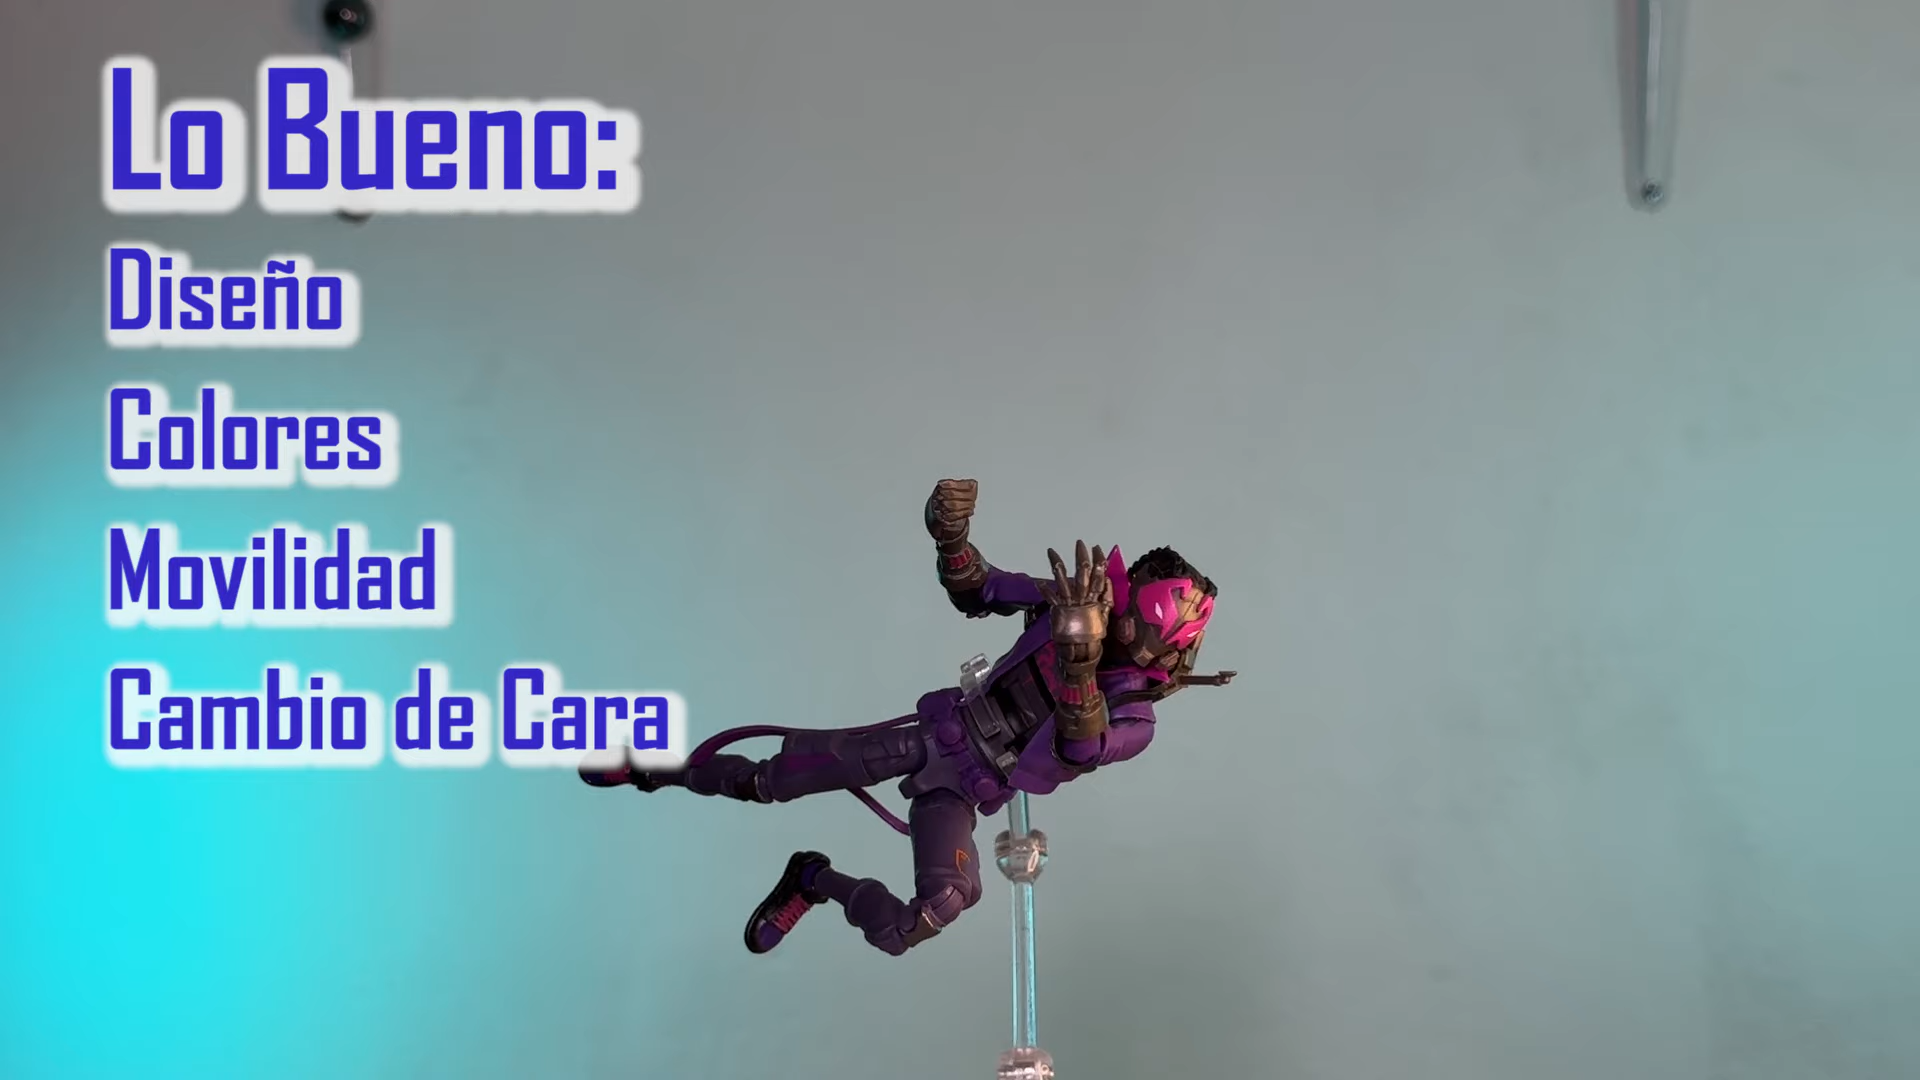 Lo Bueno:
Diseño
Colores
Movilidad
Cambio de Cara